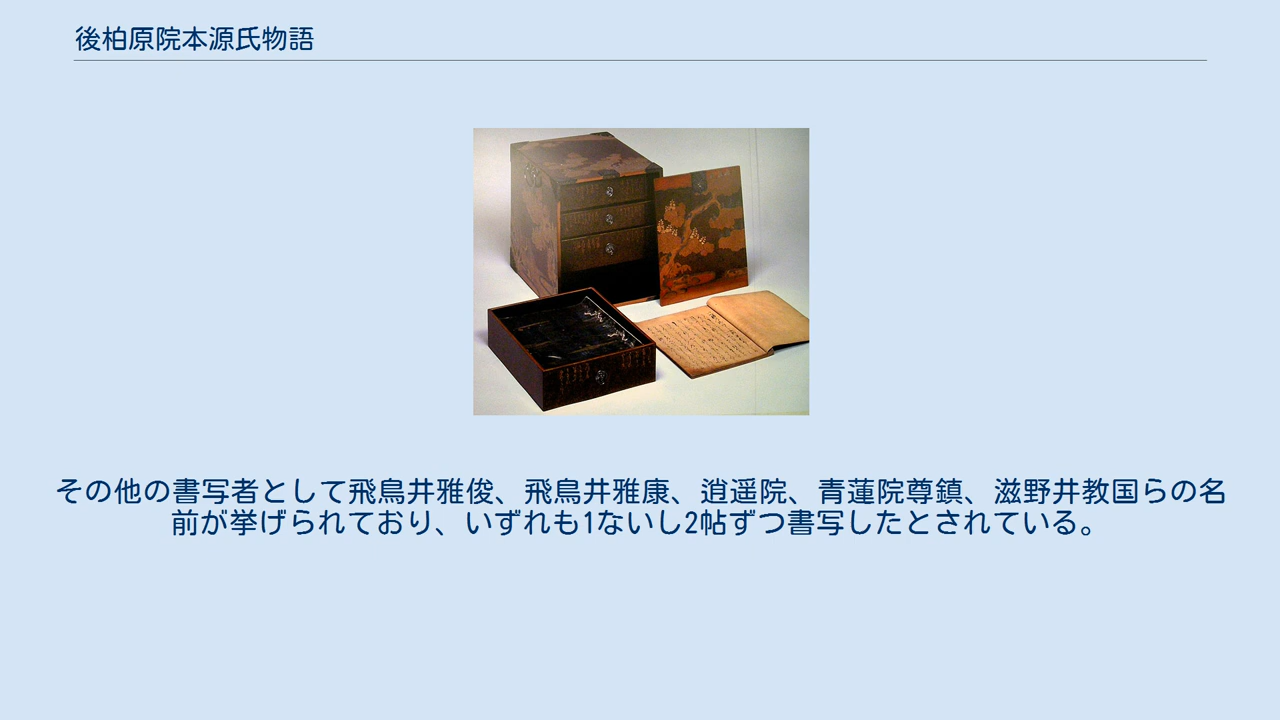 後柏原院本源氏物語
その他の書写者として飛鳥井雅俊、飛鳥井雅康、逍遥院、青蓮院尊鎮、滋野井教国らの名
前が挙げられており、いずれも1ないし2帖ずつ書写したとされている。